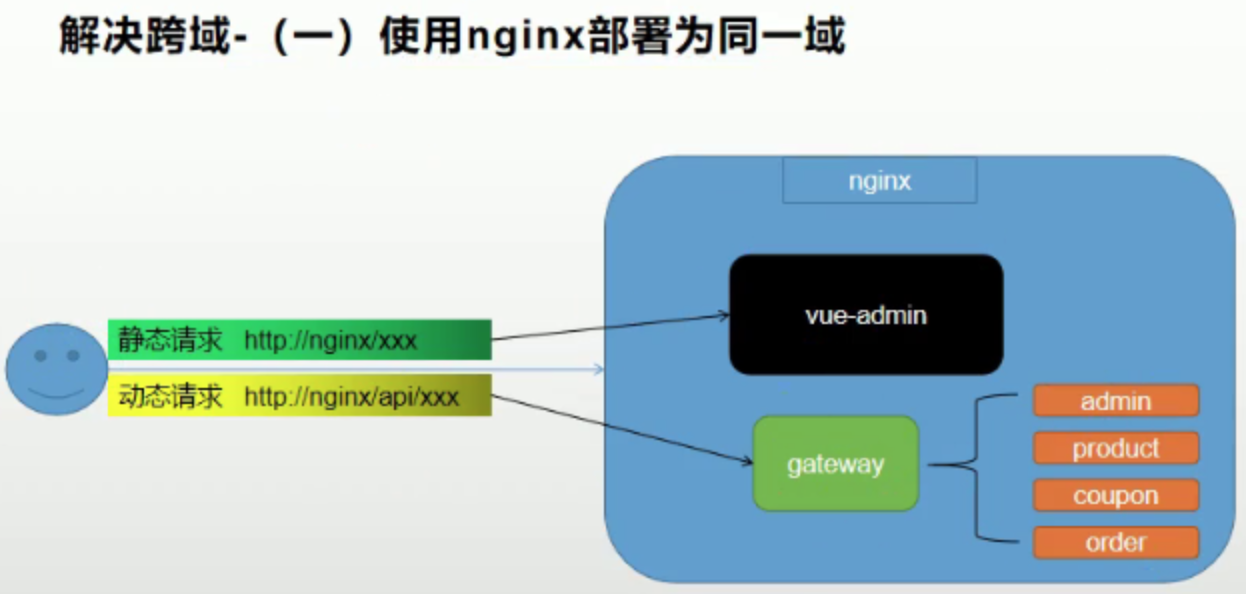 解决跨域-（一）使用nginx部署为同一域
nginx
vue-admin
静态请求 http://nginx/xxx
动态请求 http://nginx/api/xxx
gateway
admin
product
coupon
order